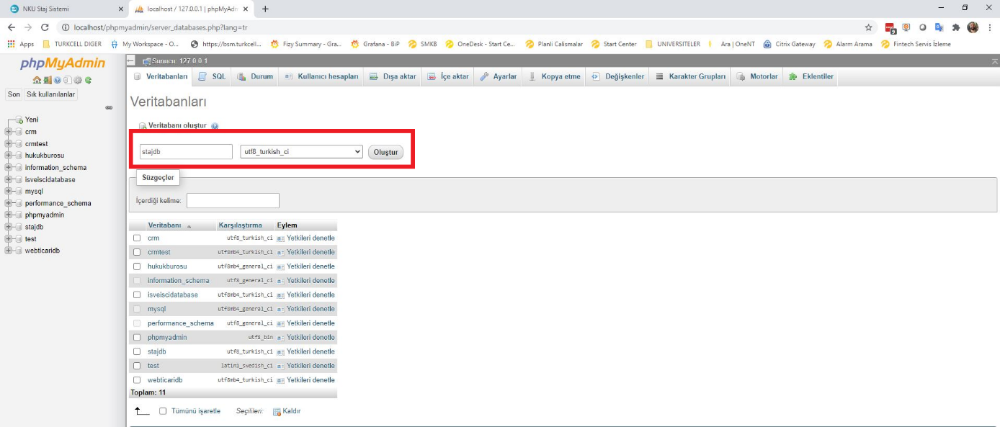 NKU Staj Sistemi
localhost / 127.0.0.1 | phpMyAdm
localhost/phpmyadmin/server_databases.php?lang=tr
9
Apps TURKCELL DIGER My Workspace - O... https://bsm.turkcell... Fizy Summary - Gra... Grafana - BiP SMKB OneDesk - Start Ce... Planli Calismalar Start Center UNIVERSITELER Ara | OneNT Citrix Gateway Alarm Arama Fintech Servis İzleme
phpMyAdmin
Son Sık kullanılanlar
Yeni
crm
crmtest
hukukburosu
information_schema
isveiscidatabase
mysql
performance_schema
phpmyadmin
stajdb
test
webticaridb
Sunucu: 127.0.0.1
Veritabanları SQL Durum Kullanıcı hesapları Dışa aktar İçe aktar Ayarlar Kopya etme Değişkenler Karakter Grupları Motorlar Eklentiler
Veritabanları
Veritabanı oluştur
stajdb utf8_turkish_ci Oluştur
Süzgeçler
İçerdiği kelime:
Veritabanı Karşılaştırma Eylem
crm utf8_turkish_ci Yetkileri denetle
crmtest utf8mb4_turkish_ci Yetkileri denetle
hukukburosu utf8mb4_general_ci Yetkileri denetle
information_schema utf8_general_ci Yetkileri denetle
isveiscidatabase utf8mb4_turkish_ci Yetkileri denetle
mysql utf8mb4_general_ci Yetkileri denetle
performance_schema utf8_general_ci Yetkileri denetle
phpmyadmin utf8_bin Yetkileri denetle
stajdb utf8_turkish_ci Yetkileri denetle
test latin1_swedish_ci Yetkileri denetle
webticaridb utf8mb4_turkish_ci Yetkileri denetle
Toplam: 11
Tümünü işaretle Seçilileri: Kaldır